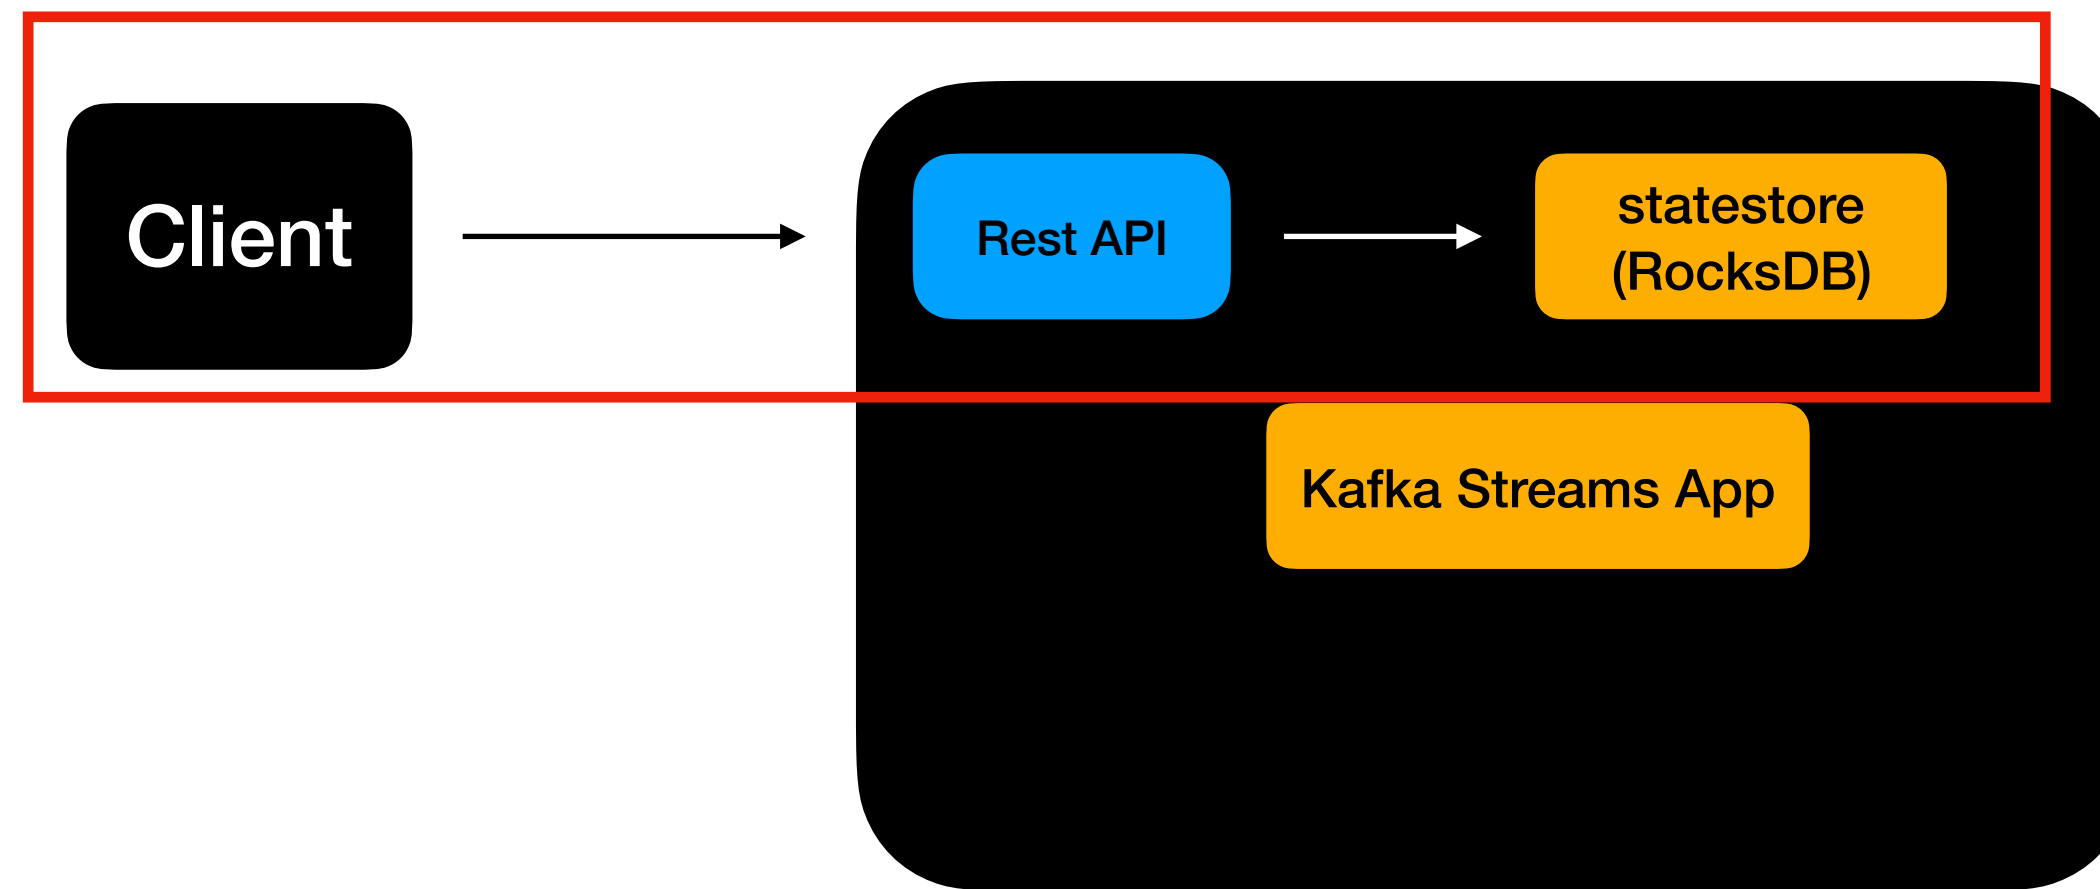 Client
Rest API
statestore
(RocksDB)
Kafka Streams App